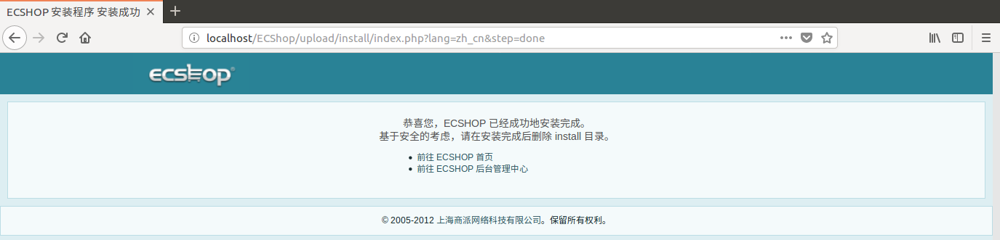 ECSHOP 安装程序 安装成功
localhost/ECShop/upload/install/index.php?lang=zh_cn&step=done
ecshop®
恭喜您，ECSHOP 已经成功地安装完成。
基于安全的考虑，请在安装完成后删除 install 目录。
前往 ECSHOP 首页
前往 ECSHOP 后台管理中心
© 2005-2012 上海商派网络科技有限公司。保留所有权利。